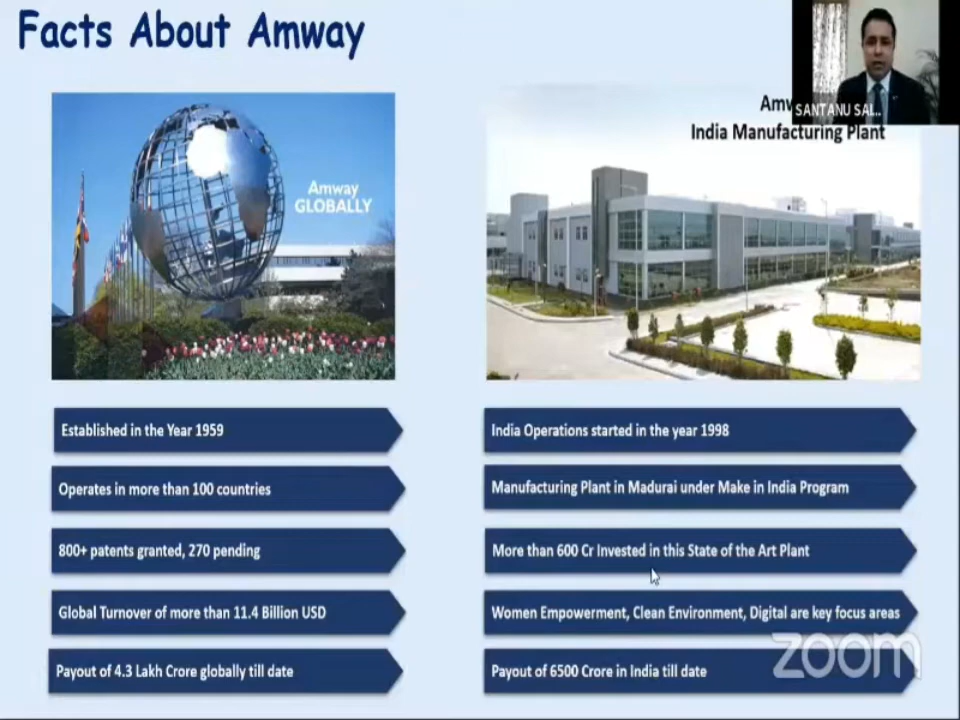 Facts About Amway
SANTANU SAL..
India Manufacturing Plant
Amway
GLOBALLY
Established in the Year 1959
India Operations started in the year 1998
Operates in more than 100 countries
Manufacturing Plant in Madurai under Make in India Program
800+ patents granted, 270 pending
More than 600 Cr Invested in this State of the Art Plant
Global Turnover of more than 11.4 Billion USD
Women Empowerment, Clean Environment, Digital are key focus areas
zoom
Payout of 4.3 Lakh Crore globally till date
Payout of 6500 Crore in India till date